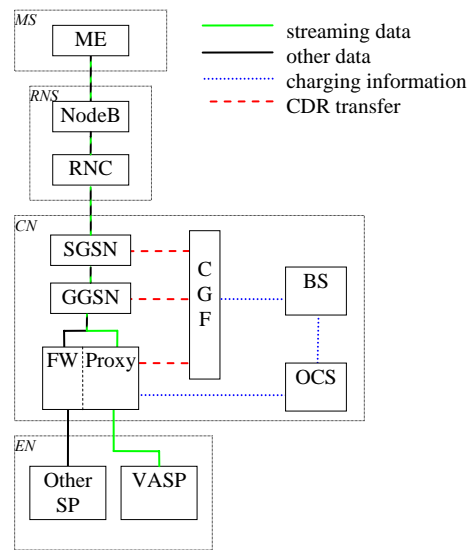 MS
ME
streaming data
other data
charging information
CDR transfer
RNS
NodeB
RNC
CN
SGSN
GGSN
C
G
F
BS
FW
Proxy
OCS
EN
Other
SP
VASP